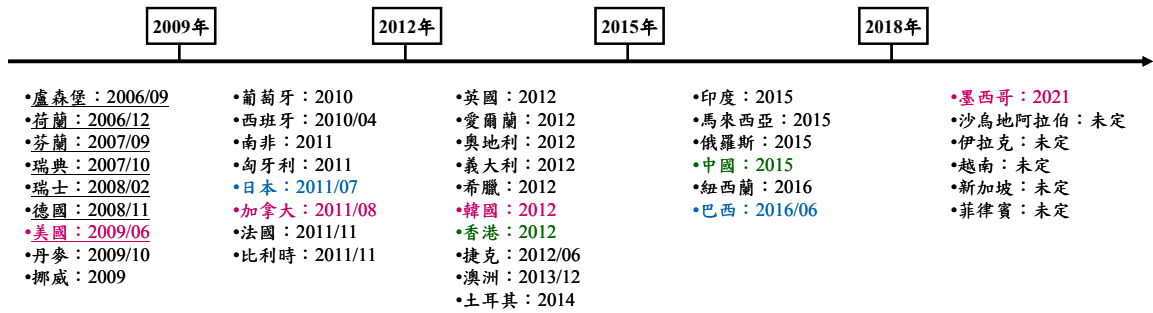 2009年
2012年
2015年
2018年
•盧森堡：2006/09
•荷蘭：2006/12
•芬蘭：2007/09
•瑞典：2007/10
•瑞士：2008/02
•德國：2008/11
•美國：2009/06
•丹麥：2009/10
•挪威：2009
•葡萄牙：2010
•西班牙：2010/04
•南非：2011
•匈牙利：2011
•日本：2011/07
•加拿大：2011/08
•法國：2011/11
•比利時：2011/11
•英國：2012
•愛爾蘭：2012
•奧地利：2012
•義大利：2012
•希臘：2012
•韓國：2012
•香港：2012
•捷克：2012/06
•澳洲：2013/12
•土耳其：2014
•印度：2015
•馬來西亞：2015
•俄羅斯：2015
•中國：2015
•紐西蘭：2016
•巴西：2016/06
•墨西哥：2021
•沙烏地阿拉伯：未定
•伊拉克：未定
•越南：未定
•新加坡：未定
•菲律賓：未定